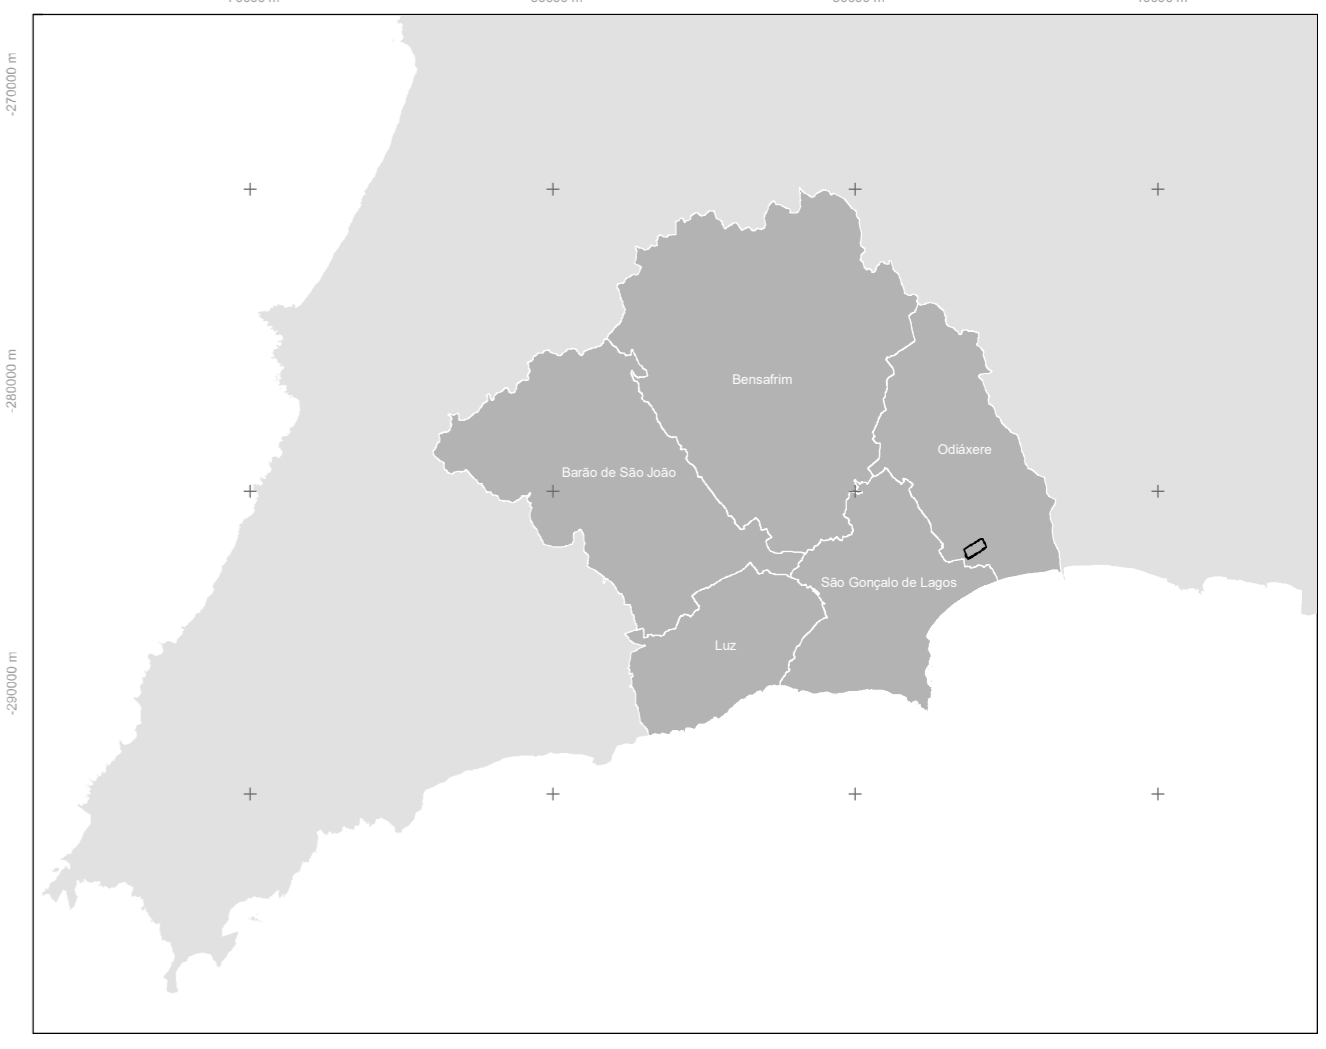 -270000 m
Bensafrim
Odiáxere
Barão de São João
-280000 m
São Gonçalo de Lagos
Luz
-290000 m